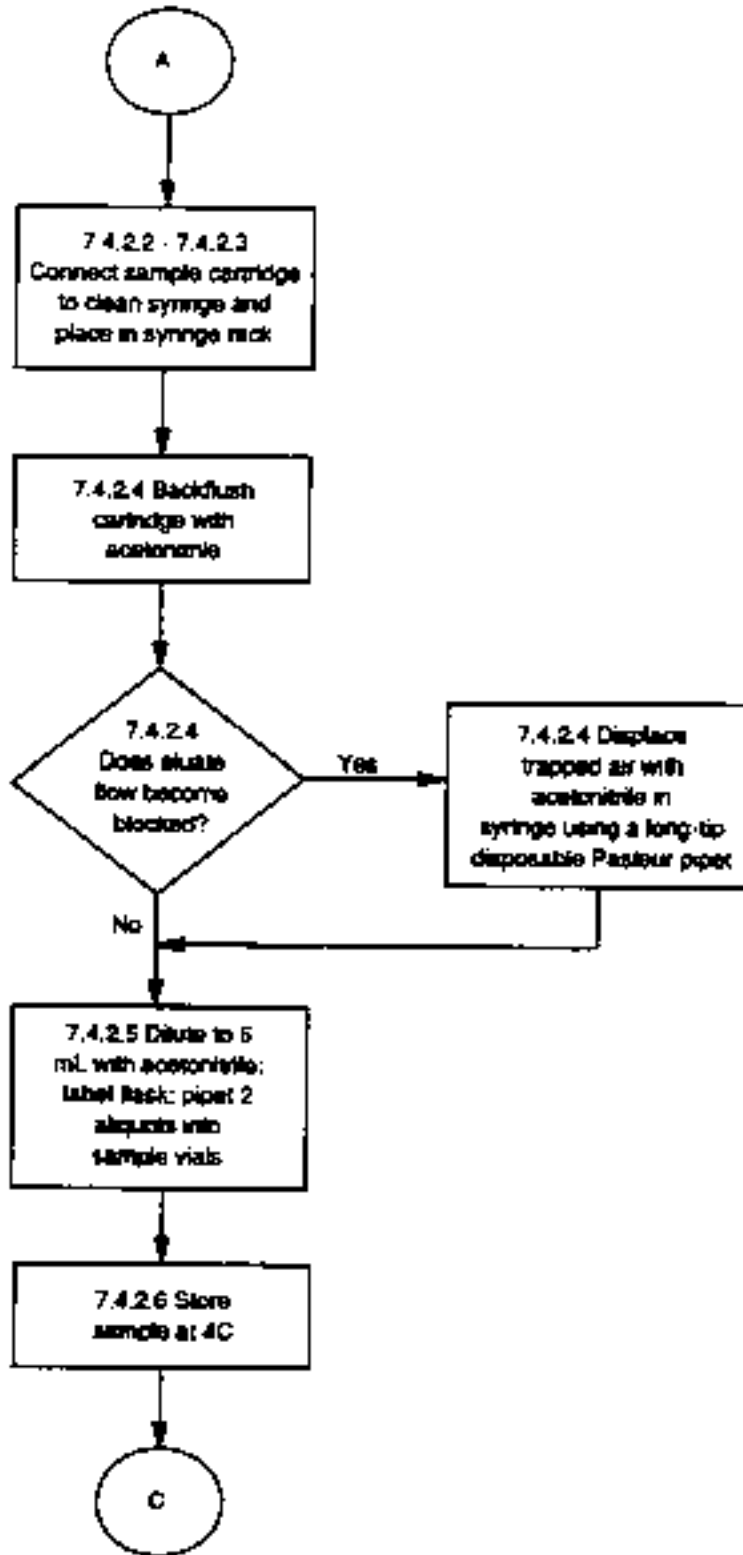 A
7.4.2.2 - 7.4.2.3
Connect sample cartridge
to clean syringe and
place in syringe rack
7.4.2.4 Backflush
cartridge with
acetonitrile
7.4.2.4
Does eluate
flow become
blocked?
Yes
7.4.2.4 Displace
trapped air with
acetonitrile in
syringe using a long-tip
disposable Pasteur pipet
No
7.4.2.5 Dilute to 5
mL with acetonitrile;
label flask; pipet 2
aliquots into
sample vials
7.4.2.6 Store
sample at 4C
C